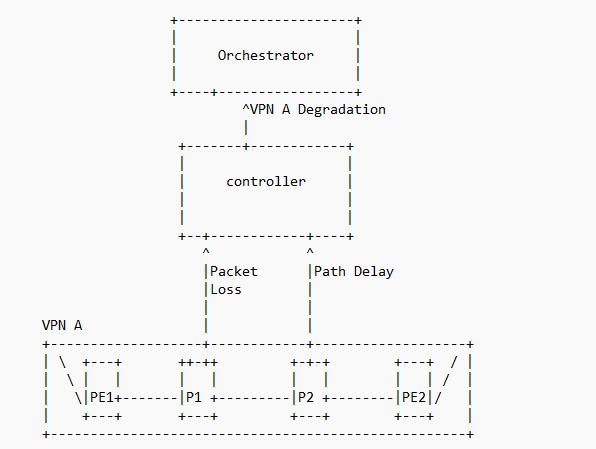 Orchestrator
VPN A Degradation
controller
Packet Path Delay
Loss
VPN A
PE1 P1 P2 PE2